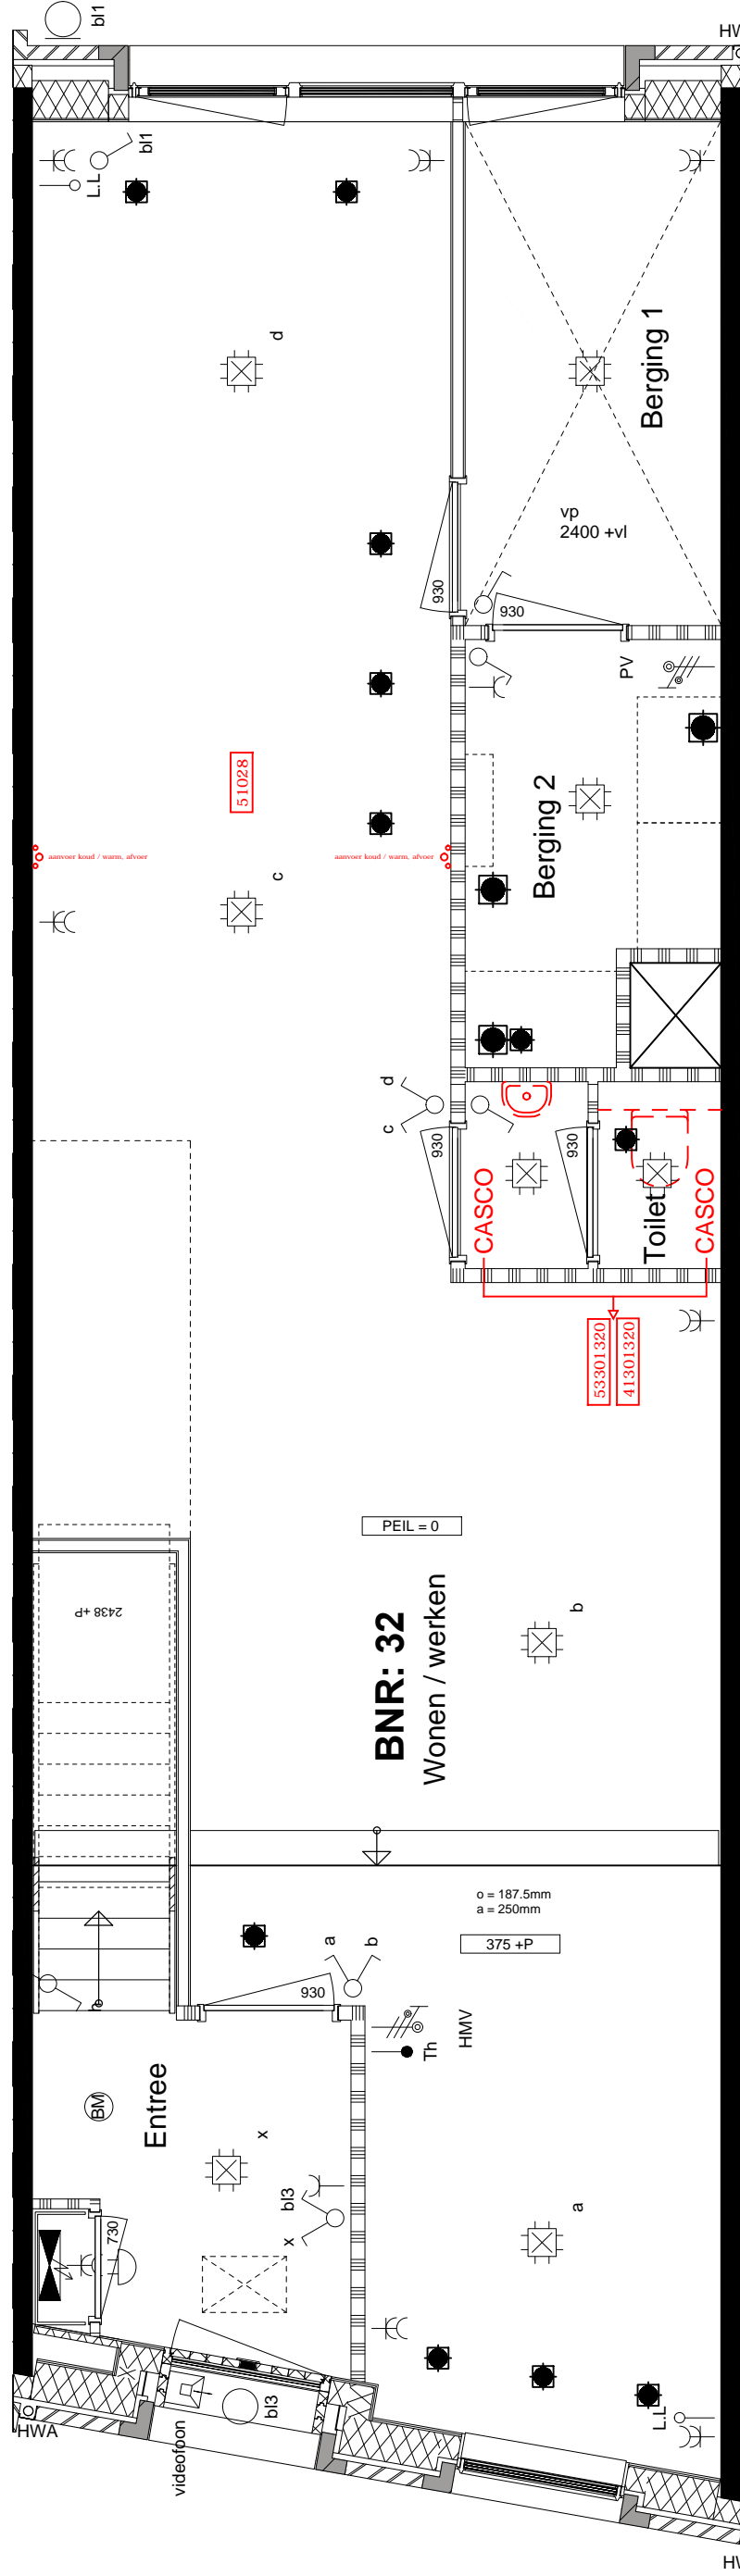 bl1
HW
bl1
L.L
d
Berging 1
vp
2400 +vl
930
930
PV
51028
Berging 2
aanvoer koud / warm, afvoer
aanvoer koud / warm, afvoer
c
d
c
930
930
CASCO
Toilet
CASCO
53301320
41301320
PEIL = 0
2438 +P
b
BNR: 32
Wonen / werken
o = 187.5mm
a = 250mm
375 +P
a
b
930
HMV
Th
BM
Entree
x
bl3
x
730
a
bl3
videofoon
L.L
HWA
HW